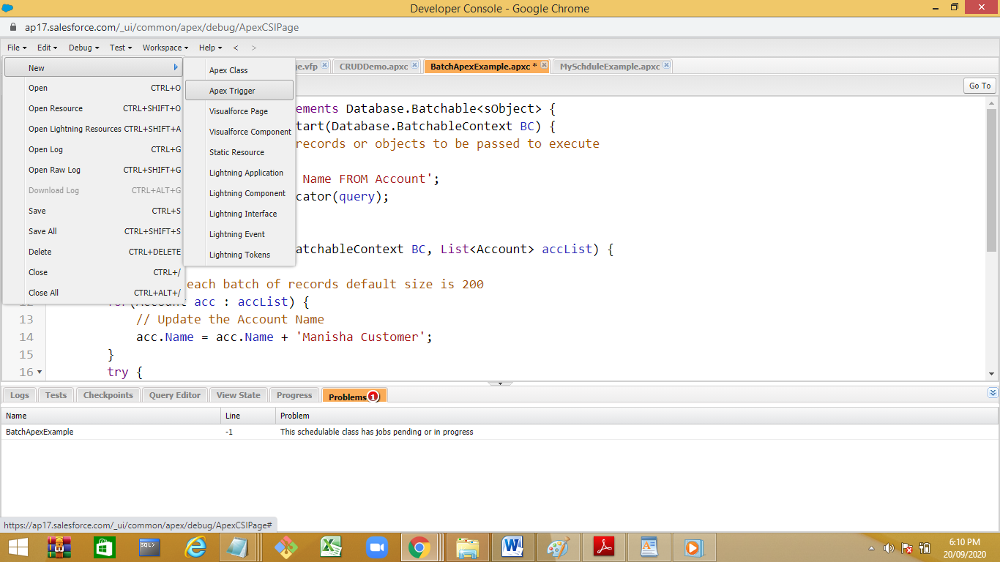 Developer Console - Google Chrome
ap17.salesforce.com/_ui/common/apex/debug/ApexCSIPage
File Edit Debug Test Workspace Help < >
New
Open CTRL+O
Open Resource CTRL+SHIFT+O
Open Lightning Resources CTRL+SHIFT+A
Open Log CTRL+G
Open Raw Log CTRL+SHIFT+G
Download Log CTRL+ALT+G
Save CTRL+S
Save All CTRL+SHIFT+S
Delete CTRL+DELETE
Close CTRL+/
Close All CTRL+ALT+/
Apex Class
Apex Trigger
Visualforce Page
Visualforce Component
Static Resource
Lightning Application
Lightning Component
Lightning Interface
Lightning Event
Lightning Tokens
ge.vfp CRUDDemo.apxc BatchApexExample.apxc * MySchduleExample.apxc
Go To
ements Database.Batchable<sObject> {
tart(Database.BatchableContext BC) {
records or objects to be passed to execute
Name FROM Account';
cator(query);
atchableContext BC, List<Account> accList) {
each batch of records default size is 200
acc : accList) {
13 // Update the Account Name
14 acc.Name = acc.Name + 'Manisha Customer';
15 }
16 try {
Logs Tests Checkpoints Query Editor View State Progress Problems 1
Name Line Problem
BatchApexExample -1 This schedulable class has jobs pending or in progress
https://ap17.salesforce.com/_ui/common/apex/debug/ApexCSIPage#
SQL>
6:10 PM
20/09/2020